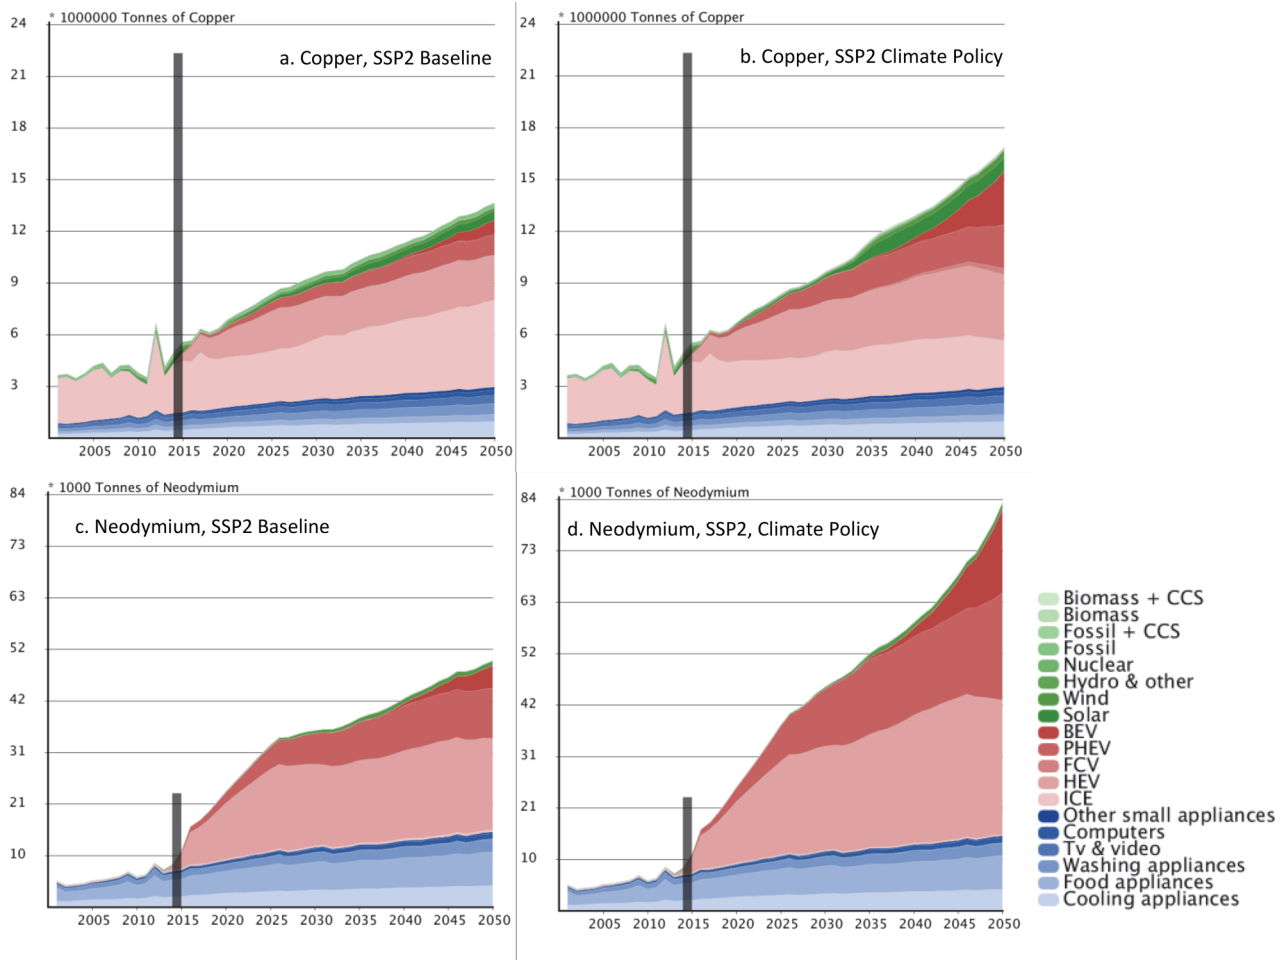 * 1000000 Tonnes of Copper
a. Copper, SSP2 Baseline
24
21
18
15
12
9
6
3
2005 2010 2015 2020 2025 2030 2035 2040 2045 2050
* 1000000 Tonnes of Copper
b. Copper, SSP2 Climate Policy
24
21
18
15
12
9
6
3
2005 2010 2015 2020 2025 2030 2035 2040 2045 2050
* 1000 Tonnes of Neodymium
c. Neodymium, SSP2 Baseline
84
73
63
52
42
31
21
10
2005 2010 2015 2020 2025 2030 2035 2040 2045 2050
* 1000 Tonnes of Neodymium
d. Neodymium, SSP2, Climate Policy
84
73
63
52
42
31
21
10
2005 2010 2015 2020 2025 2030 2035 2040 2045 2050
Biomass + CCS
Biomass
Fossil + CCS
Fossil
Nuclear
Hydro & other
Wind
Solar
BEV
PHEV
FCV
HEV
ICE
Other small appliances
Computers
Tv & video
Washing appliances
Food appliances
Cooling appliances